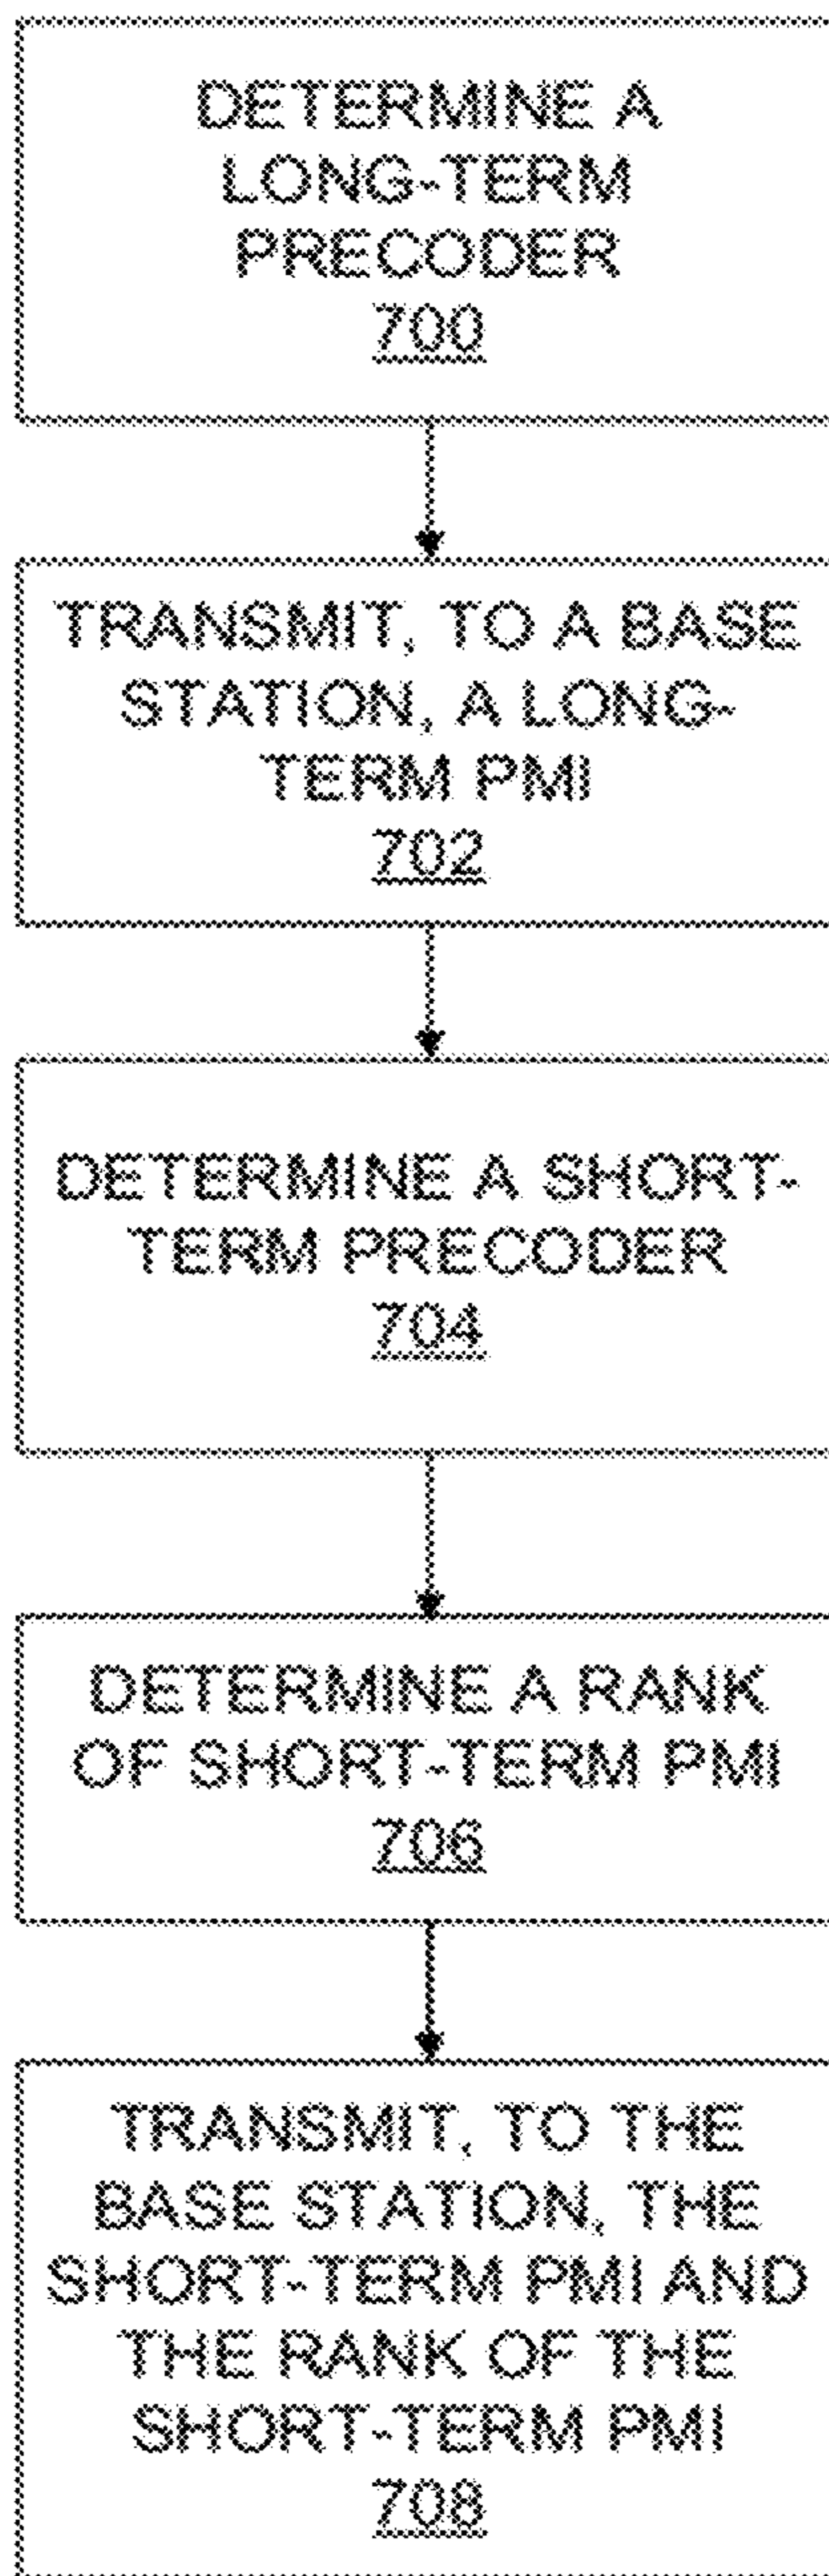 DETERMINE A
LONG-TERM
PRECODER
700
TRANSMIT, TO A BASE
STATION, A LONG-
TERM PMI
702
DETERMINE A SHORT-
TERM PRECODER
704
DETERMINE A RANK
OF SHORT-TERM PMI
706
TRANSMIT, TO THE
BASE STATION, THE
SHORT-TERM PMI AND
THE RANK OF THE
SHORT-TERM PMI
708